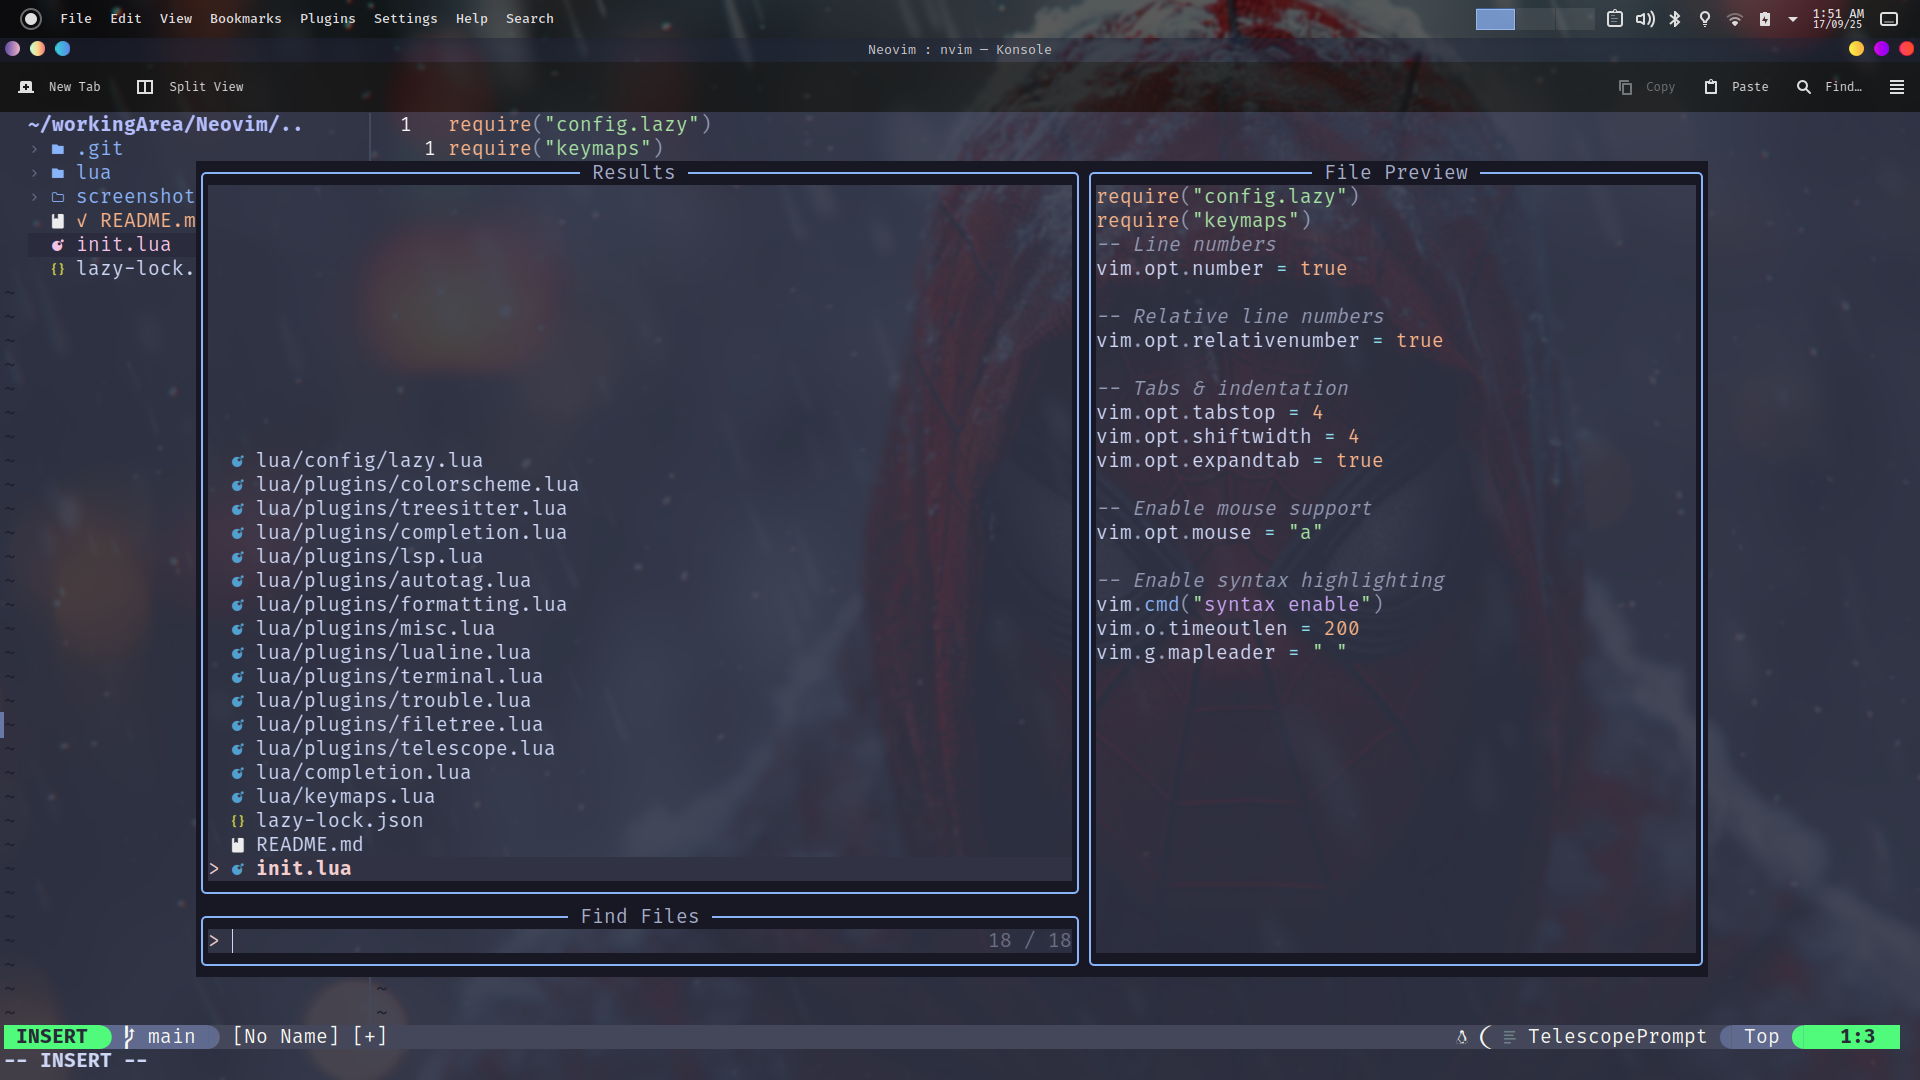 File Edit View Bookmarks Plugins Settings Help Search
1:51 AM
17/09/25
Neovim : nvim — Konsole
New Tab Split View Copy Paste Find…
~/workingArea/Neovim/..
.git
lua
screenshot
✓ README.m
init.lua
{} lazy-lock.
1 require("config.lazy")
1 require("keymaps")
Results
lua/config/lazy.lua
lua/plugins/colorscheme.lua
lua/plugins/treesitter.lua
lua/plugins/completion.lua
lua/plugins/lsp.lua
lua/plugins/autotag.lua
lua/plugins/formatting.lua
lua/plugins/misc.lua
lua/plugins/lualine.lua
lua/plugins/terminal.lua
lua/plugins/trouble.lua
lua/plugins/filetree.lua
lua/plugins/telescope.lua
lua/completion.lua
lua/keymaps.lua
{} lazy-lock.json
README.md
> init.lua
Find Files
> 18 / 18
File Preview
require("config.lazy")
require("keymaps")
-- Line numbers
vim.opt.number = true
-- Relative line numbers
vim.opt.relativenumber = true
-- Tabs & indentation
vim.opt.tabstop = 4
vim.opt.shiftwidth = 4
vim.opt.expandtab = true
-- Enable mouse support
vim.opt.mouse = "a"
-- Enable syntax highlighting
vim.cmd("syntax enable")
vim.o.timeoutlen = 200
vim.g.mapleader = " "
INSERT main [No Name] [+] TelescopePrompt Top 1:3
-- INSERT --